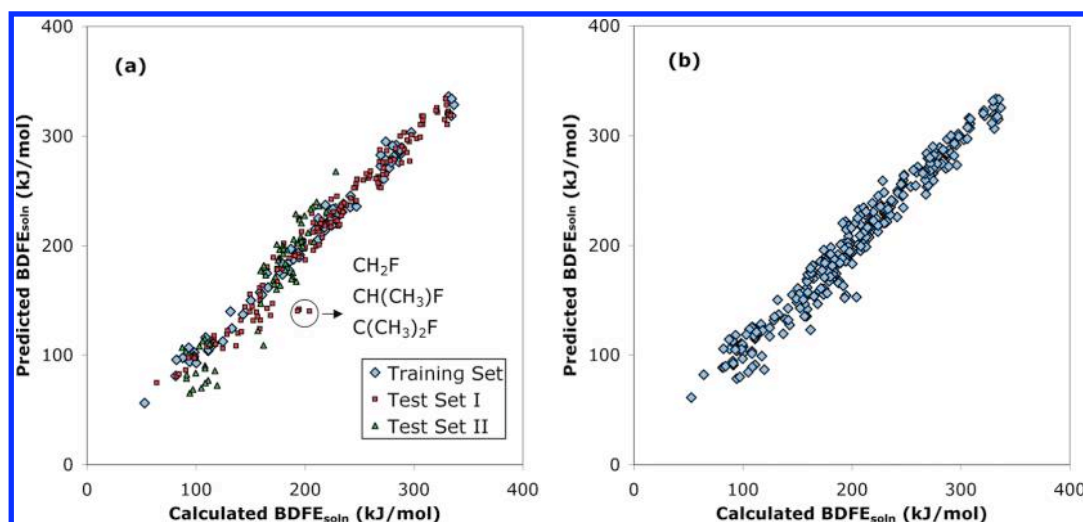 (a)
Predicted BDFEsoln (kJ/mol)
400
300
200
100
0
0 100 200 300 400
Calculated BDFEsoln (kJ/mol)
CH2F
CH(CH3)F
C(CH3)2F
Training Set
Test Set I
Test Set II
(b)
Predicted BDFEsoln (kJ/mol)
400
300
200
100
0
0 100 200 300 400
Calculated BDFEsoln (kJ/mol)